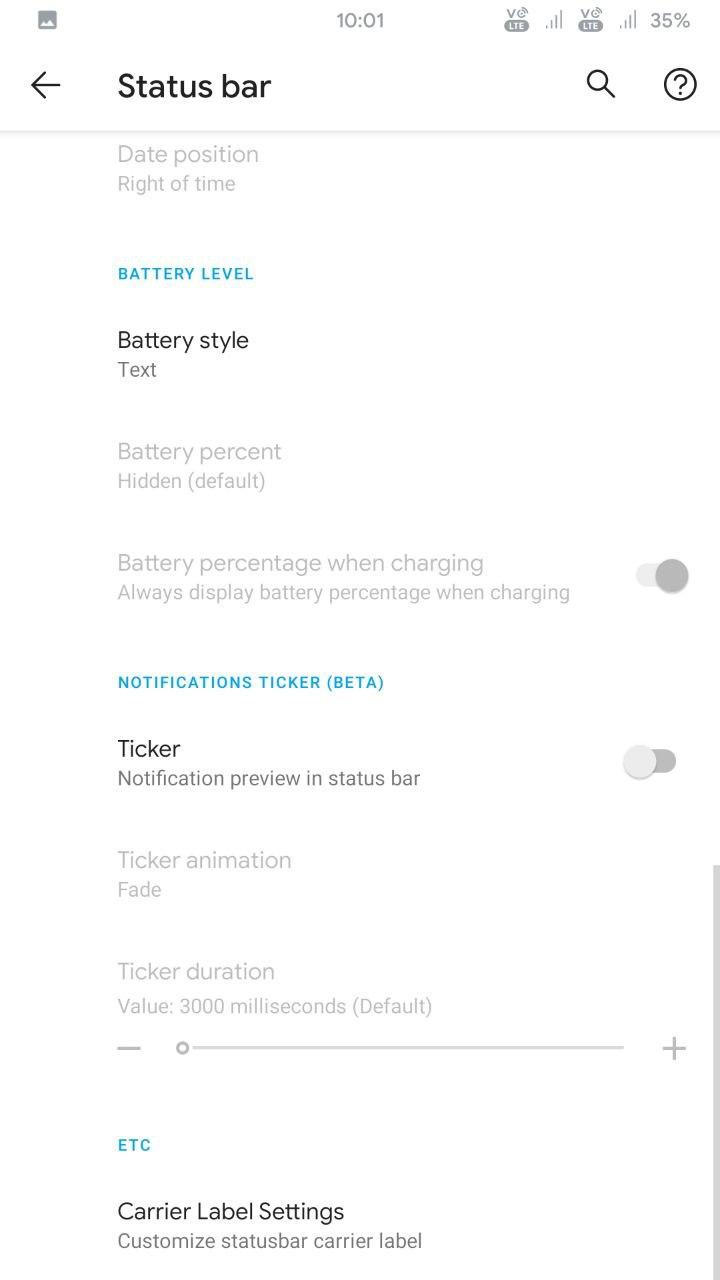 10:01
VO LTE VO LTE 35%
Status bar
Date position
Right of time
BATTERY LEVEL
Battery style
Text
Battery percent
Hidden (default)
Battery percentage when charging
Always display battery percentage when charging
NOTIFICATIONS TICKER (BETA)
Ticker
Notification preview in status bar
Ticker animation
Fade
Ticker duration
Value: 3000 milliseconds (Default)
ETC
Carrier Label Settings
Customize statusbar carrier label